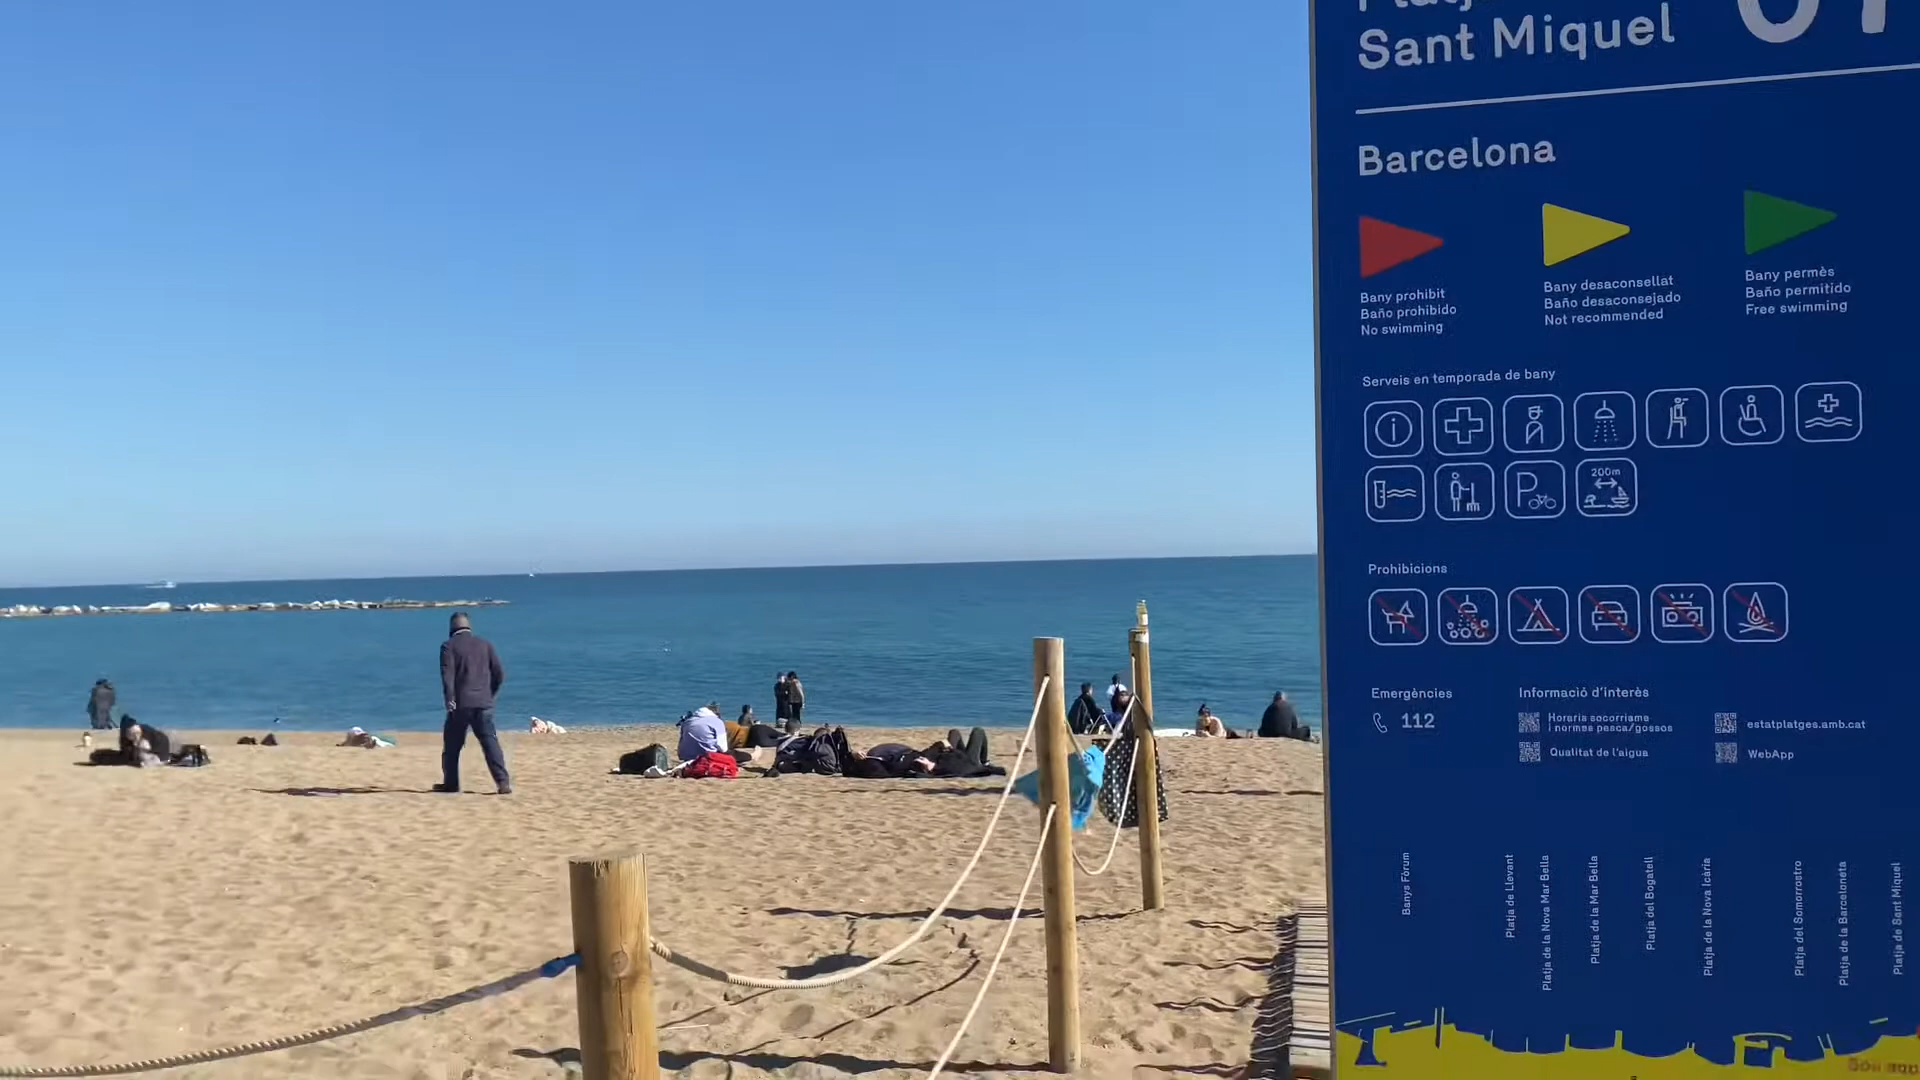 Sant Miquel
Barcelona
Bany prohibit
Baño prohibido
No swimming
Bany desaconsellat
Baño desaconsejado
Not recommended
Bany permès
Baño permitido
Free swimming
Serveis en temporada de bany
200m
P
Prohibicions
Emergències
112
Informació d'interès
Horaris socorrisme
i normes pesca/gossos
Qualitat de l'aigua
estatplatges.amb.cat
WebApp
Banys Fòrum
Platja de Llevant
Platja de la Nova Mar Bella
Platja de la Mar Bella
Platja del Bogatell
Platja de la Nova Icària
Platja del Somorrostro
Platja de la Barceloneta
Platja de Sant Miquel